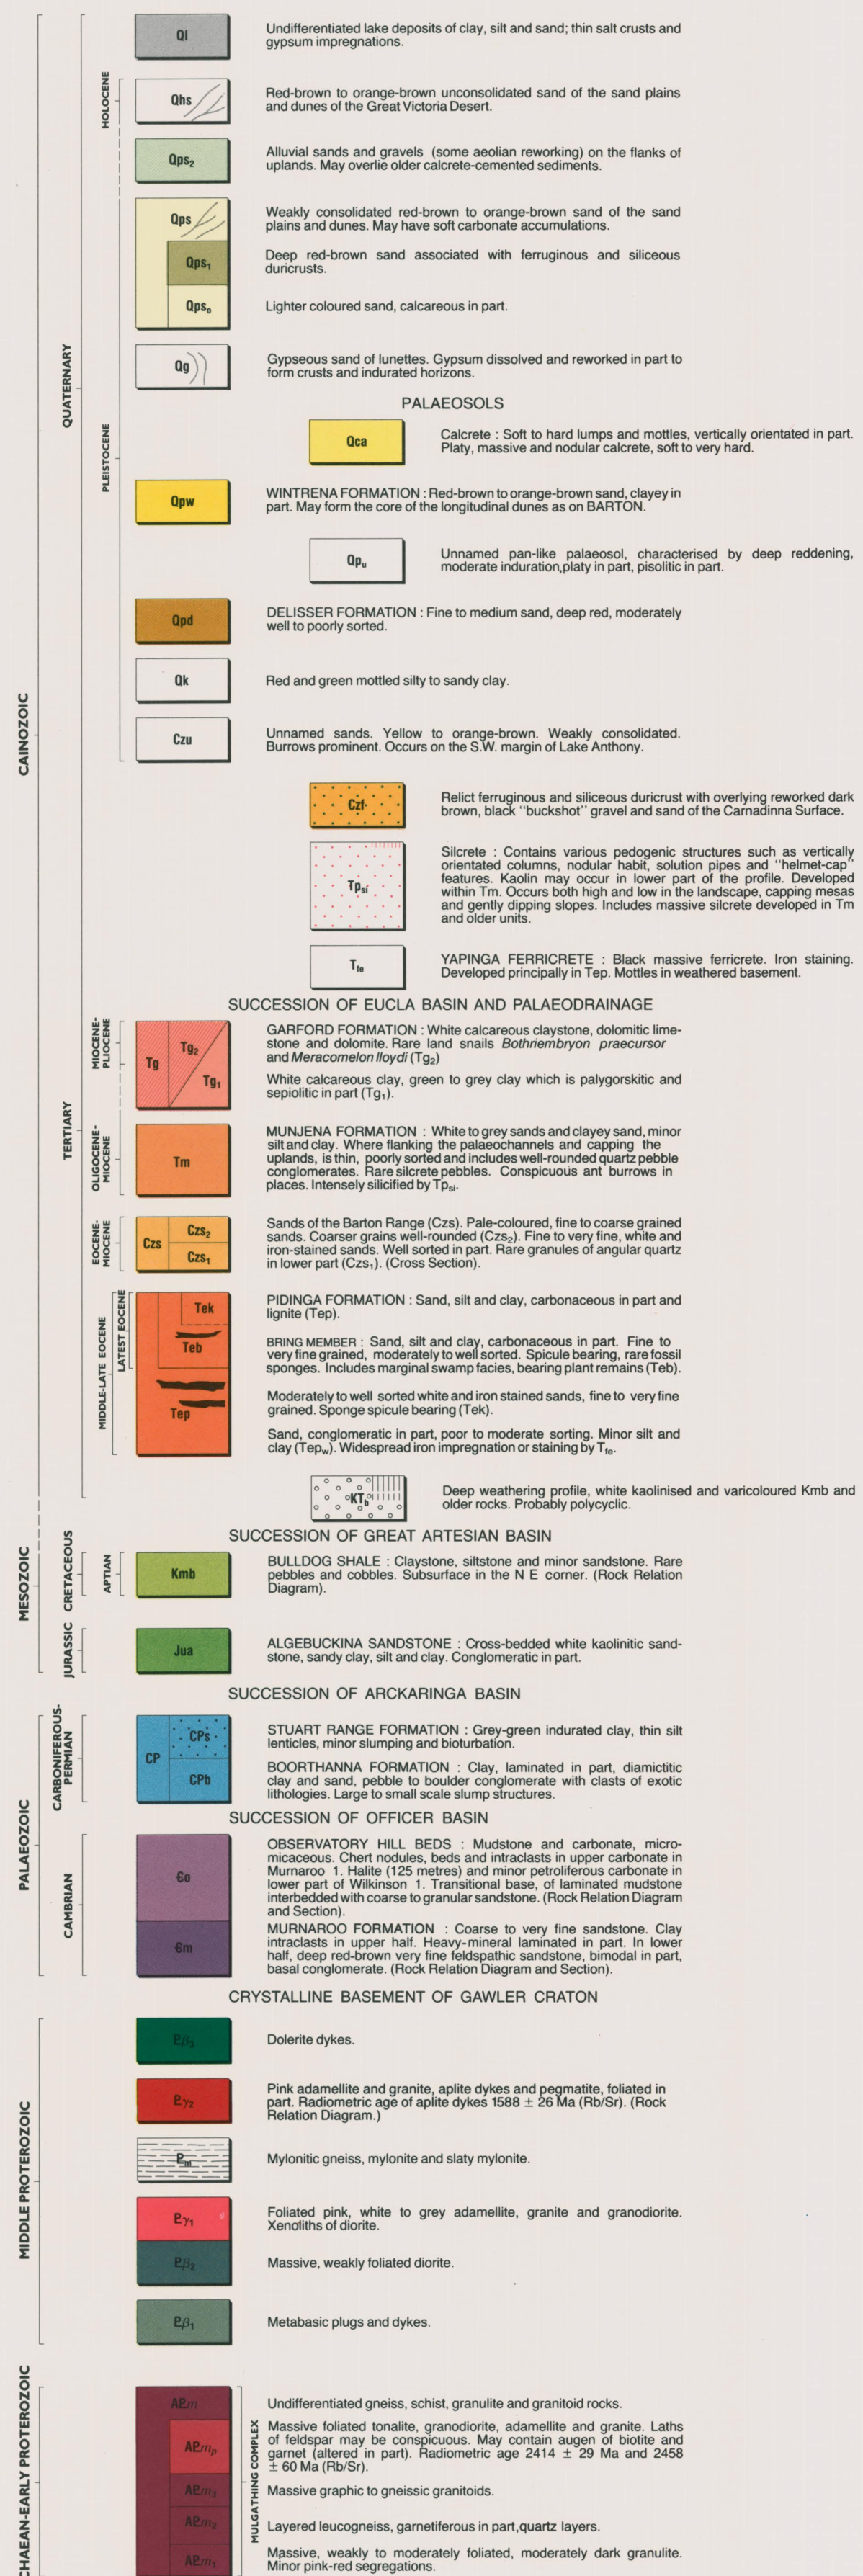 CAINOZOIC
QUATERNARY
HOLOCENE
PLEISTOCENE
Ql
Undifferentiated lake deposits of clay, silt and sand; thin salt crusts and
gypsum impregnations.
Qhs
Red-brown to orange-brown unconsolidated sand of the sand plains
and dunes of the Great Victoria Desert.
Qps₂
Alluvial sands and gravels (some aeolian reworking) on the flanks of
uplands. May overlie older calcrete-cemented sediments.
Qps
Weakly consolidated red-brown to orange-brown sand of the sand
plains and dunes. May have soft carbonate accumulations.
Qps₁
Deep red-brown sand associated with ferruginous and siliceous
duricrusts.
Qpsₒ
Lighter coloured sand, calcareous in part.
Qg
Gypseous sand of lunettes. Gypsum dissolved and reworked in part to
form crusts and indurated horizons.
PALAEOSOLS
Qca
Calcrete : Soft to hard lumps and mottles, vertically orientated in part.
Platy, massive and nodular calcrete, soft to very hard.
Qpw
WINTRENA FORMATION : Red-brown to orange-brown sand, clayey in
part. May form the core of the longitudinal dunes as on BARTON.
Qpᵤ
Unnamed pan-like palaeosol, characterised by deep reddening,
moderate induration,platy in part, pisolitic in part.
Qpd
DELISSER FORMATION : Fine to medium sand, deep red, moderately
well to poorly sorted.
Qk
Red and green mottled silty to sandy clay.
Czu
Unnamed sands. Yellow to orange-brown. Weakly consolidated.
Burrows prominent. Occurs on the S.W. margin of Lake Anthony.
Czf
Relict ferruginous and siliceous duricrust with overlying reworked dark
brown, black "buckshot" gravel and sand of the Carnadinna Surface.
Tpsi
Silcrete : Contains various pedogenic structures such as vertically
orientated columns, nodular habit, solution pipes and "helmet-cap"
features. Kaolin may occur in lower part of the profile. Developed
within Tm. Occurs both high and low in the landscape, capping mesas
and gently dipping slopes. Includes massive silcrete developed in Tm
and older units.
Tfe
YAPINGA FERRICRETE : Black massive ferricrete. Iron staining.
Developed principally in Tep. Mottles in weathered basement.
SUCCESSION OF EUCLA BASIN AND PALAEODRAINAGE
TERTIARY
MIOCENE-
PLIOCENE
Tg
Tg₂
Tg₁
GARFORD FORMATION : White calcareous claystone, dolomitic lime-
stone and dolomite. Rare land snails Bothriembryon praecursor
and Meracomelon lloydi (Tg₂)
White calcareous clay, green to grey clay which is palygorskitic and
sepiolitic in part (Tg₁).
OLIGOCENE-
MIOCENE
Tm
MUNJENA FORMATION : White to grey sands and clayey sand, minor
silt and clay. Where flanking the palaeochannels and capping the
uplands, is thin, poorly sorted and includes well-rounded quartz pebble
conglomerates. Rare silcrete pebbles. Conspicuous ant burrows in
places. Intensely silicified by Tpsi.
EOCENE-
MIOCENE
Czs
Czs₂
Czs₁
Sands of the Barton Range (Czs). Pale-coloured, fine to coarse grained
sands. Coarser grains well-rounded (Czs₂). Fine to very fine, white and
iron-stained sands. Well sorted in part. Rare granules of angular quartz
in lower part (Czs₁). (Cross Section).
MIDDLE-LATE EOCENE
LATEST EOCENE
Tek
Teb
Tep
PIDINGA FORMATION : Sand, silt and clay, carbonaceous in part and
lignite (Tep).
BRING MEMBER : Sand, silt and clay, carbonaceous in part. Fine to
very fine grained, moderately to well sorted. Spicule bearing, rare fossil
sponges. Includes marginal swamp facies, bearing plant remains (Teb).
Moderately to well sorted white and iron stained sands, fine to very fine
grained. Sponge spicule bearing (Tek).
Sand, conglomeratic in part, poor to moderate sorting. Minor silt and
clay (Tepw). Widespread iron impregnation or staining by Tfe.
KTb
Deep weathering profile, white kaolinised and varicoloured Kmb and
older rocks. Probably polycyclic.
SUCCESSION OF GREAT ARTESIAN BASIN
MESOZOIC
CRETACEOUS
APTIAN
Kmb
BULLDOG SHALE : Claystone, siltstone and minor sandstone. Rare
pebbles and cobbles. Subsurface in the N E corner. (Rock Relation
Diagram).
JURASSIC
Jua
ALGEBUCKINA SANDSTONE : Cross-bedded white kaolinitic sand-
stone, sandy clay, silt and clay. Conglomeratic in part.
SUCCESSION OF ARCKARINGA BASIN
PALAEOZOIC
CARBONIFEROUS-
PERMIAN
CP
CPs
CPb
STUART RANGE FORMATION : Grey-green indurated clay, thin silt
lenticles, minor slumping and bioturbation.
BOORTHANNA FORMATION : Clay, laminated in part, diamictitic
clay and sand, pebble to boulder conglomerate with clasts of exotic
lithologies. Large to small scale slump structures.
SUCCESSION OF OFFICER BASIN
CAMBRIAN
Єo
OBSERVATORY HILL BEDS : Mudstone and carbonate, micro-
micaceous. Chert nodules, beds and intraclasts in upper carbonate in
Murnaroo 1. Halite (125 metres) and minor petroliferous carbonate in
lower part of Wilkinson 1. Transitional base, of laminated mudstone
interbedded with coarse to granular sandstone. (Rock Relation Diagram
and Section).
Єm
MURNAROO FORMATION : Coarse to very fine sandstone. Clay
intraclasts in upper half. Heavy-mineral laminated in part. In lower
half, deep red-brown very fine feldspathic sandstone, bimodal in part,
basal conglomerate. (Rock Relation Diagram and Section).
CRYSTALLINE BASEMENT OF GAWLER CRATON
MIDDLE PROTEROZOIC
Pβ₃
Dolerite dykes.
Pγ₂
Pink adamellite and granite, aplite dykes and pegmatite, foliated in
part. Radiometric age of aplite dykes 1588 ± 26 Ma (Rb/Sr). (Rock
Relation Diagram.)
Pm
Mylonitic gneiss, mylonite and slaty mylonite.
Pγ₁
Foliated pink, white to grey adamellite, granite and granodiorite.
Xenoliths of diorite.
Pβ₂
Massive, weakly foliated diorite.
Pβ₁
Metabasic plugs and dykes.
CHAEAN-EARLY PROTEROZOIC
MULGATHING COMPLEX
APm
Undifferentiated gneiss, schist, granulite and granitoid rocks.
APmp
Massive foliated tonalite, granodiorite, adamellite and granite. Laths
of feldspar may be conspicuous. May contain augen of biotite and
garnet (altered in part). Radiometric age 2414 ± 29 Ma and 2458
± 60 Ma (Rb/Sr).
APm₃
Massive graphic to gneissic granitoids.
APm₂
Layered leucogneiss, garnetiferous in part,quartz layers.
APm₁
Massive, weakly to moderately foliated, moderately dark granulite.
Minor pink-red segregations.